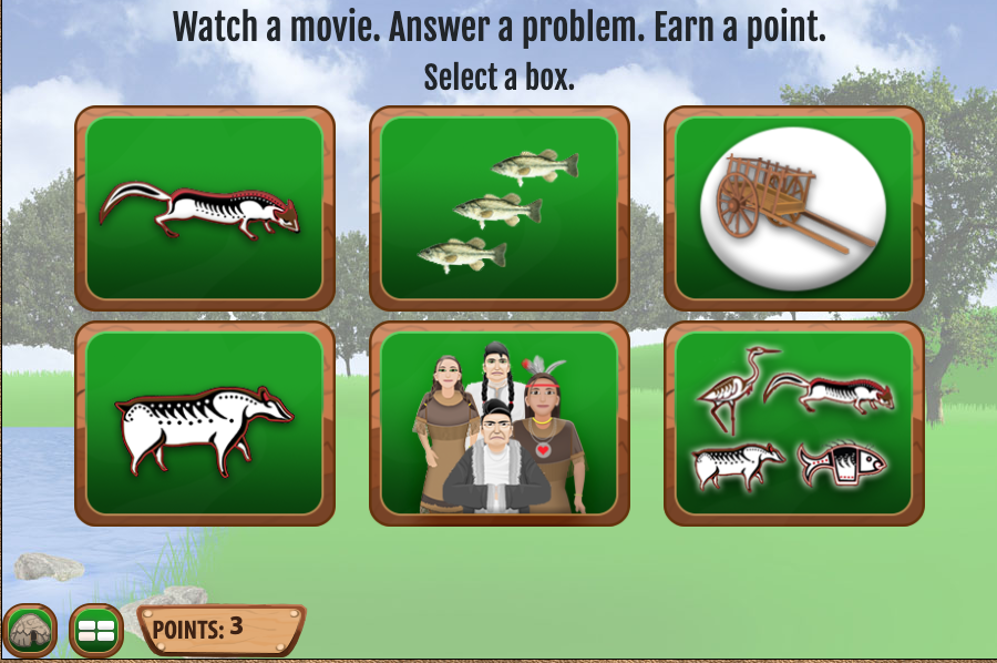 Watch a movie. Answer a problem. Earn a point.
Select a box.
POINTS: 3